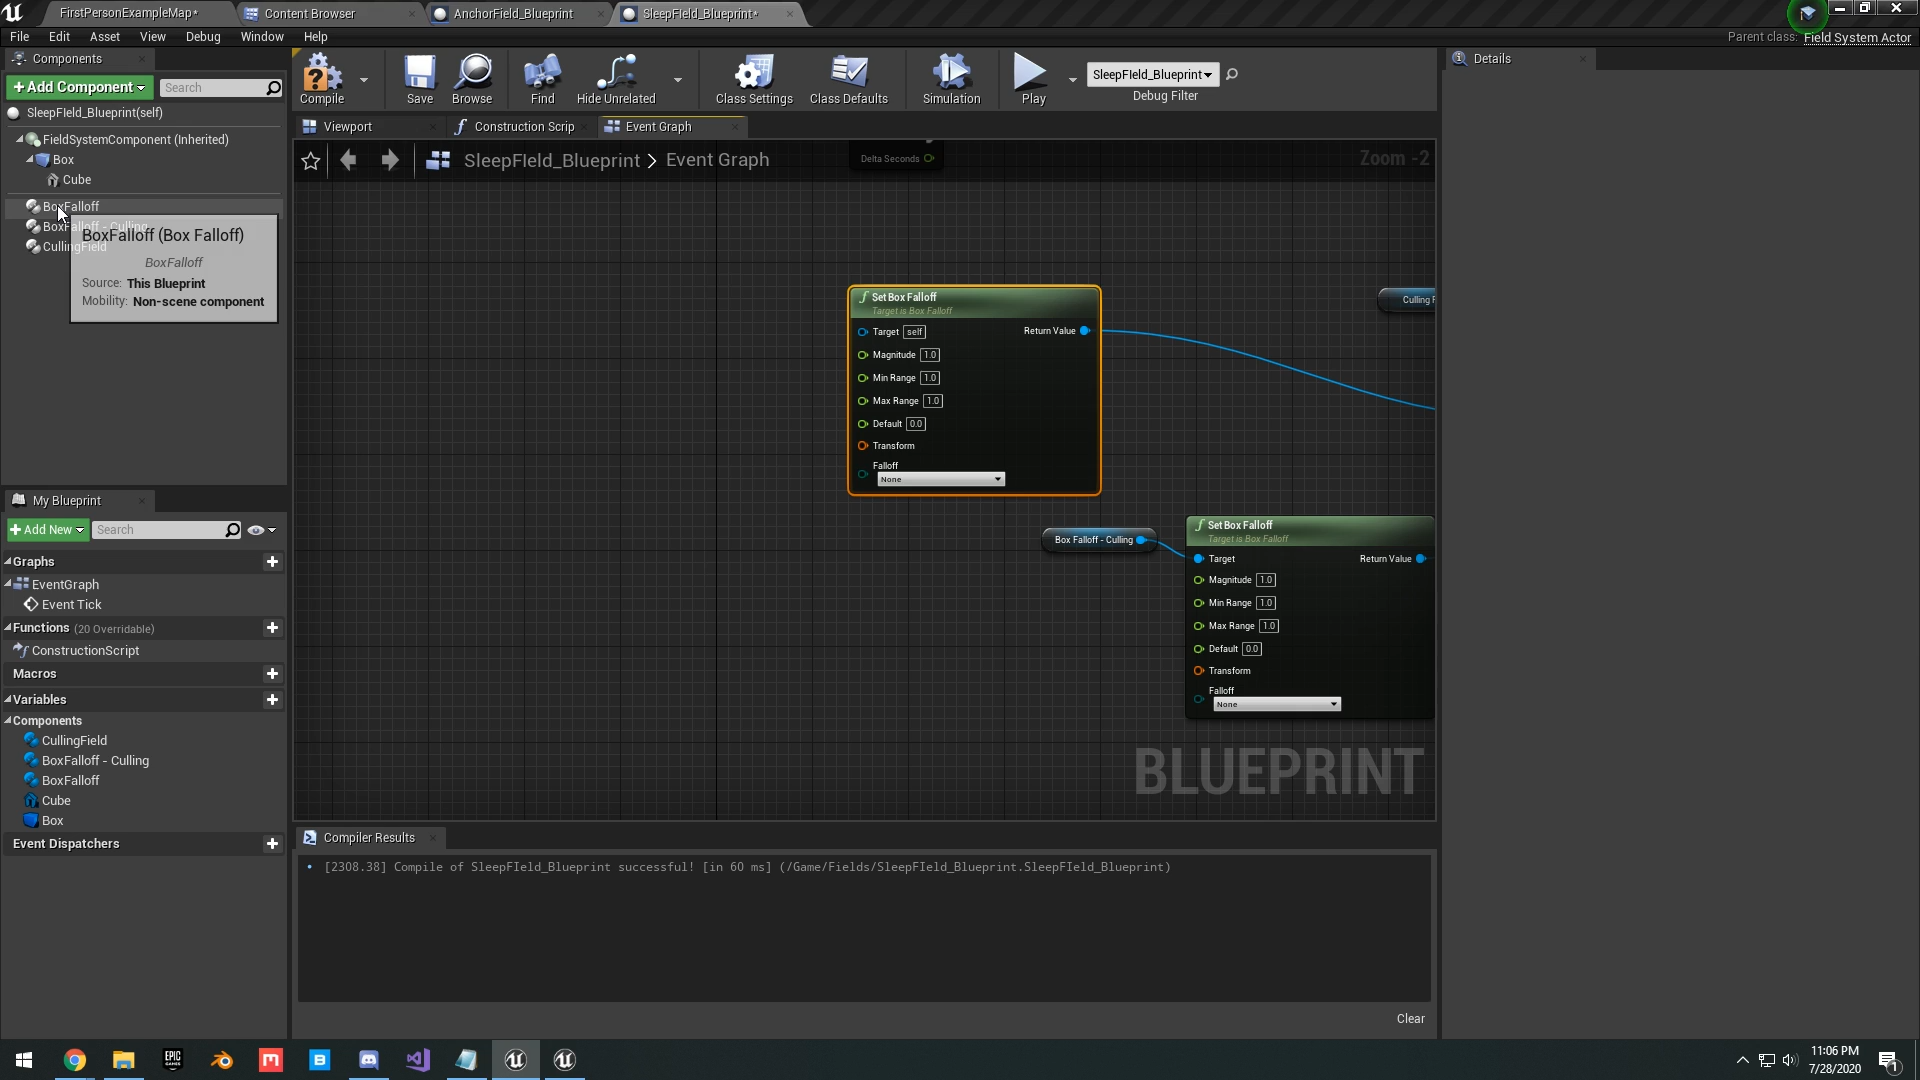 FirstPersonExampleMap*
Content Browser
AnchorField_Blueprint
SleepFIeld_Blueprint*
File
Edit
Asset
View
Debug
Window
Help
Parent class: Field System Actor
Components
+Add Component
Search
SleepFIeld_Blueprint(self)
FieldSystemComponent (Inherited)
Box
Cube
BoxFalloff
BoxFalloff - Culling
CullingField
BoxFalloff (Box Falloff)
BoxFalloff
Source: This Blueprint
Mobility: Non-scene component
Compile
Save
Browse
Find
Hide Unrelated
Class Settings
Class Defaults
Simulation
Play
SleepFIeld_Blueprint
Debug Filter
Details
Viewport
Construction Scrip
Event Graph
SleepFIeld_Blueprint > Event Graph
Zoom -2
Delta Seconds
Set Box Falloff
Target is Box Falloff
Target self
Return Value
Magnitude 1.0
Min Range 1.0
Max Range 1.0
Default 0.0
Transform
Falloff
None
Culling F
Box Falloff - Culling
Set Box Falloff
Target is Box Falloff
Target
Return Value
Magnitude 1.0
Min Range 1.0
Max Range 1.0
Default 0.0
Transform
Falloff
None
BLUEPRINT
My Blueprint
+Add New
Search
Graphs
EventGraph
Event Tick
Functions (20 Overridable)
ConstructionScript
Macros
Variables
Components
CullingField
BoxFalloff - Culling
BoxFalloff
Cube
Box
Event Dispatchers
Compiler Results
[2308.38] Compile of SleepFIeld_Blueprint successful! [in 60 ms] (/Game/Fields/SleepFIeld_Blueprint.SleepFIeld_Blueprint)
Clear
EPIC
GAMES
11:06 PM
7/28/2020
1